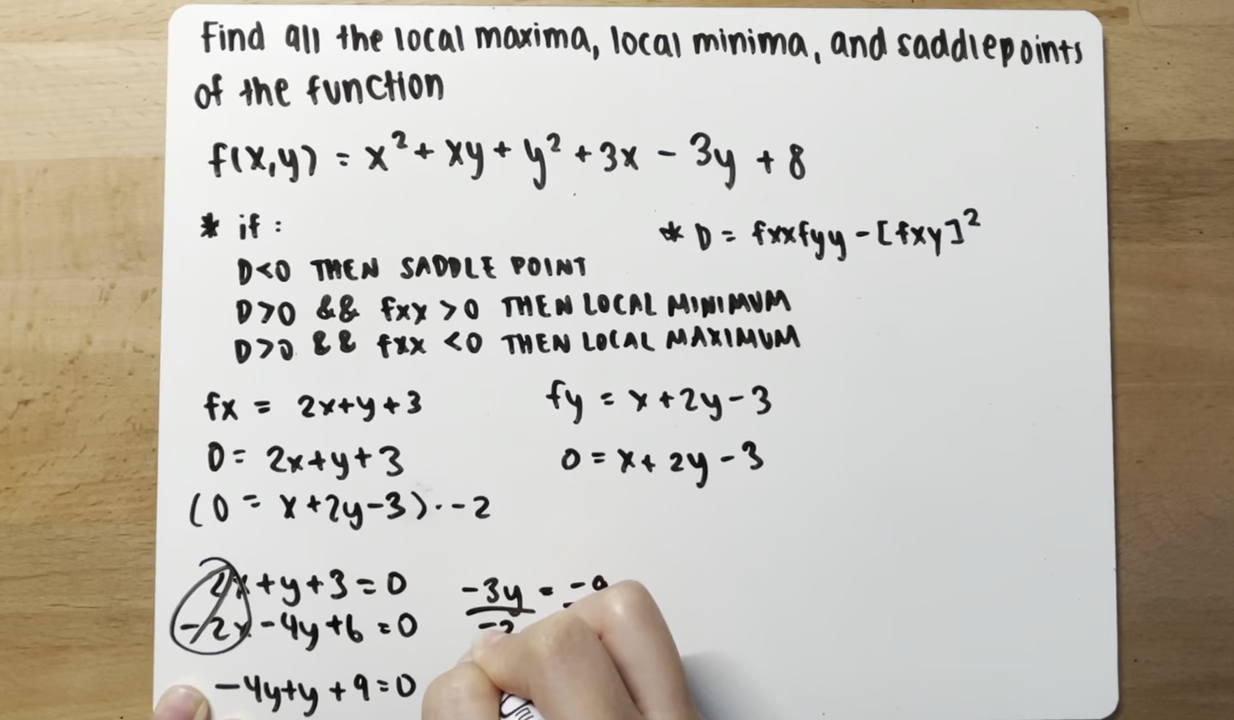 Find all the local maxima, local minima, and saddlepoints
of the function
f(x,y) = x² + xy + y² + 3x - 3y + 8
* if :
* D = fxxfyy - [fxy]²
D<0 THEN SADDLE POINT
D>0 && fxx >0 THEN LOCAL MINIMUM
D>0 && fxx <0 THEN LOCAL MAXIMUM
fx = 2x+y+3
fy = x+2y-3
0= 2x+y+3
0 = x+2y-3
(0 = x+2y-3)·-2
2x+y+3=0
-2x-4y+6=0
-4y+y+9=0
-3y = -9